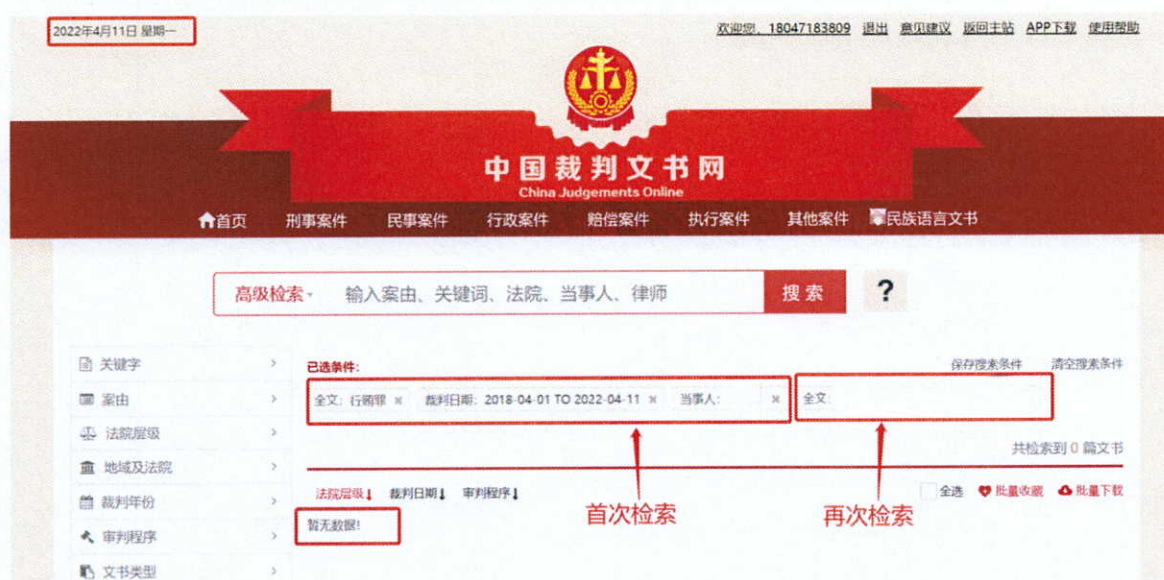 2022年4月11日 星期一
欢迎您，18047183809 退出 意见建议 返回主站 APP下载 使用帮助
中国裁判文书网
China Judgements Online
首页 刑事案件 民事案件 行政案件 赔偿案件 执行案件 其他案件 民族语言文书
高级检索 输入案由、关键词、法院、当事人、律师 搜索 ?
关键字
已选条件：
保存搜索条件 清空搜索条件
案由
全文：行贿罪 × 裁判日期：2018-04-01 TO 2022-04-11 × 当事人： × 全文：
法院层级
共检索到 0 篇文书
地域及法院
裁判年份
法院层级 裁判日期 审判程序
全选 批量收藏 批量下载
首次检索 再次检索
暂无数据!
审判程序
文书类型